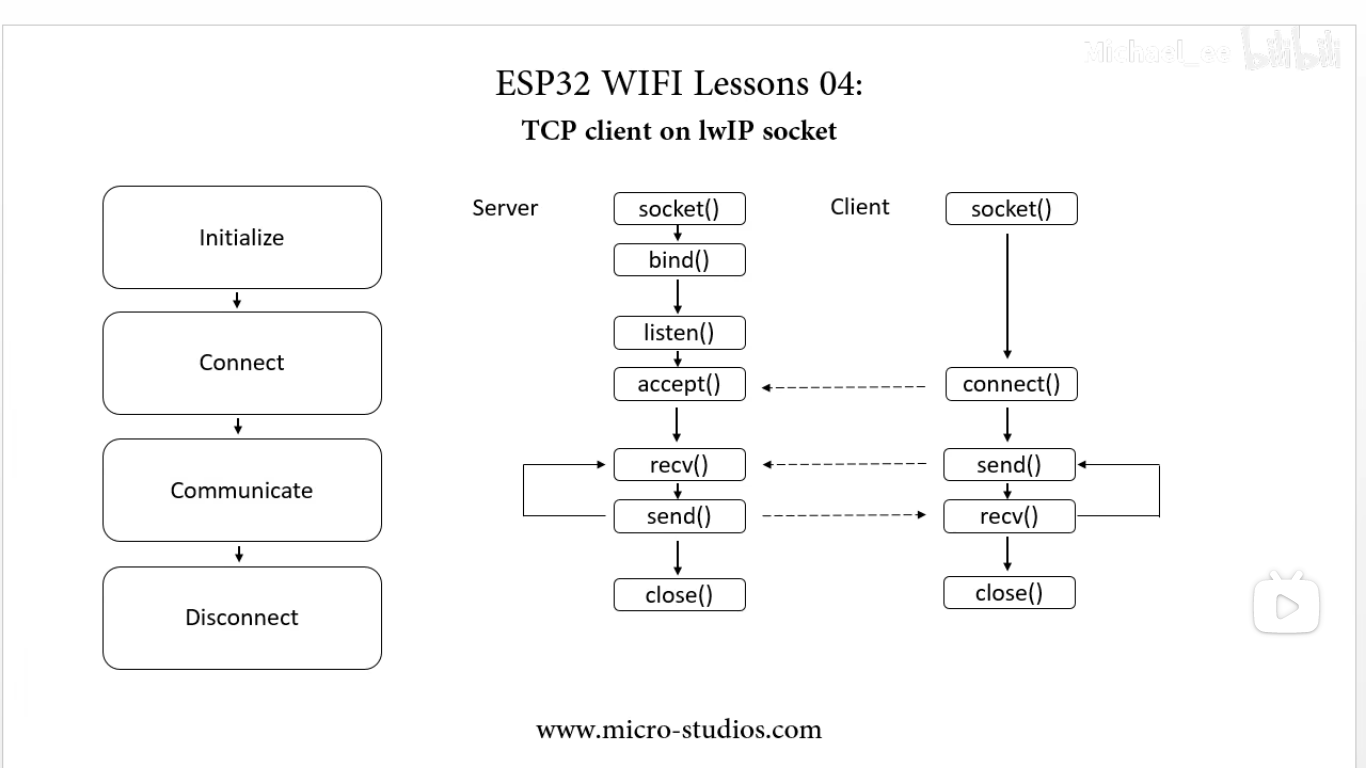 Michael_ee bilibili
ESP32 WIFI Lessons 04:
TCP client on lwIP socket
Initialize
Connect
Communicate
Disconnect
Server
socket()
bind()
listen()
accept()
recv()
send()
close()
Client
socket()
connect()
send()
recv()
close()
www.micro-studios.com